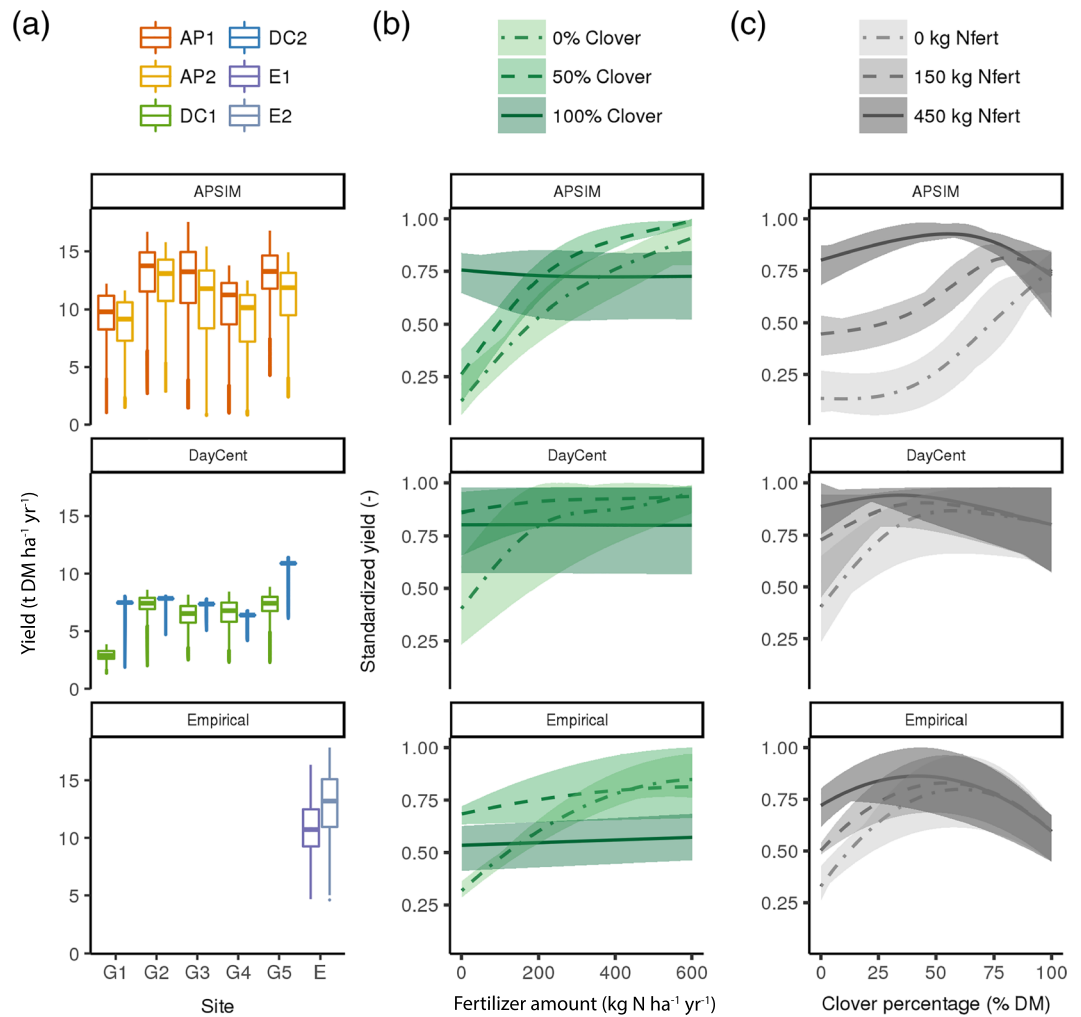 (a) (b) (c)
AP1 DC2
AP2 E1
DC1 E2
0% Clover
50% Clover
100% Clover
0 kg Nfert
150 kg Nfert
450 kg Nfert
APSIM APSIM APSIM
15
10
5
0
1.00
0.75
0.50
0.25
1.00
0.75
0.50
0.25
DayCent DayCent DayCent
Yield (t DM ha⁻¹ yr⁻¹)
15
10
5
0
Standardized yield (-)
1.00
0.75
0.50
0.25
1.00
0.75
0.50
0.25
Empirical Empirical Empirical
15
10
5
0
1.00
0.75
0.50
0.25
1.00
0.75
0.50
0.25
G1 G2 G3 G4 G5 E
Site
0 200 400 600
Fertilizer amount (kg N ha⁻¹ yr⁻¹)
0 25 50 75 100
Clover percentage (% DM)